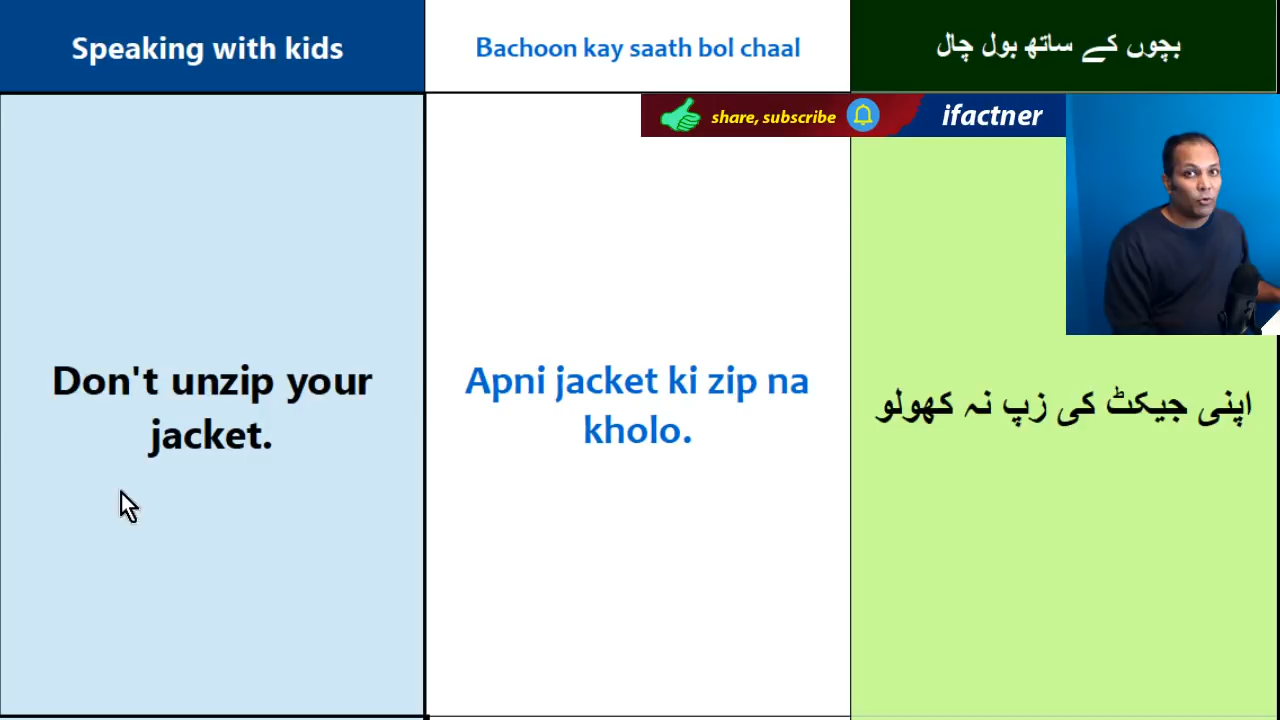 Speaking with kids
Bachoon kay saath bol chaal
بچوں کے ساتھ بول چال
share, subscribe
ifactner
Don't unzip your
jacket.
Apni jacket ki zip na
kholo.
اپنی جیکٹ کی زپ نہ کھولو